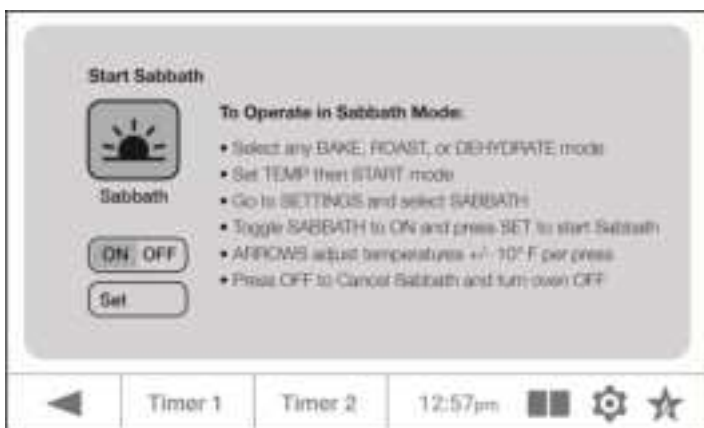 Start Sabbath
To Operate in Sabbath Mode:
• Select any BAKE, ROAST, or DEHYDRATE mode
• Set TEMP then START mode
Sabbath
• Go to SETTINGS and select SABBATH
• Toggle SABBATH to ON and press SET to start Sabbath
ON OFF
• ARROWS adjust temperatures +/- 10° F per press
• Press OFF to Cancel Sabbath and turn oven OFF
Set
Timer 1
Timer 2
12:57pm